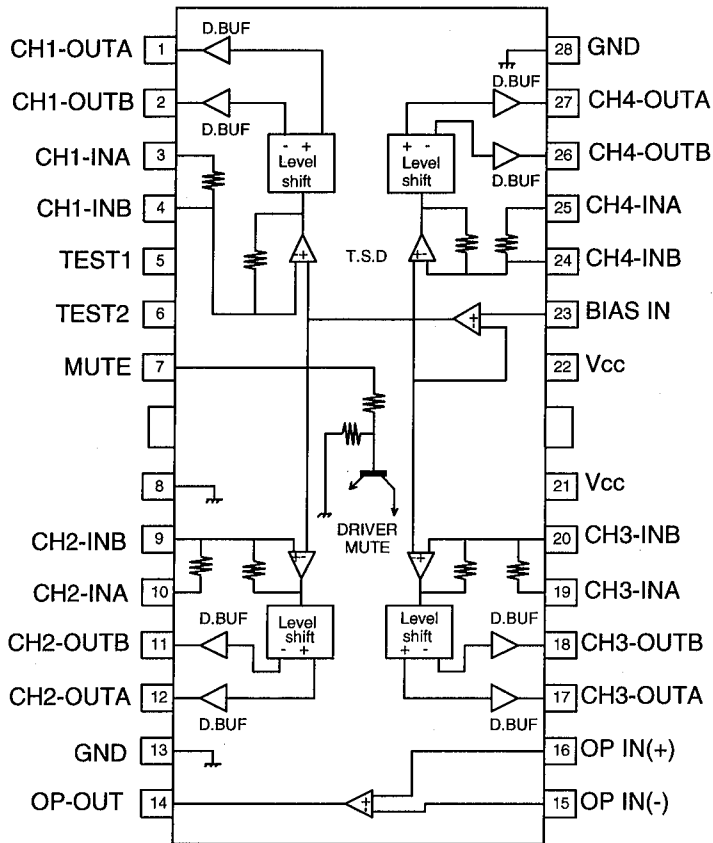 CH1-OUTA 1 D.BUF 28 GND
CH1-OUTB 2 D.BUF D.BUF 27 CH4-OUTA
CH1-INA 3 - + Level shift + - Level shift D.BUF 26 CH4-OUTB
CH1-INB 4 25 CH4-INA
TEST1 5 -+ T.S.D +- 24 CH4-INB
TEST2 6 +- 23 BIAS IN
MUTE 7 22 Vcc
8 21 Vcc
DRIVER MUTE
CH2-INB 9 +- +- 20 CH3-INB
CH2-INA 10 19 CH3-INA
CH2-OUTB 11 D.BUF Level shift - + Level shift + - D.BUF 18 CH3-OUTB
CH2-OUTA 12 D.BUF D.BUF 17 CH3-OUTA
GND 13 16 OP IN(+)
OP-OUT 14 +- 15 OP IN(-)